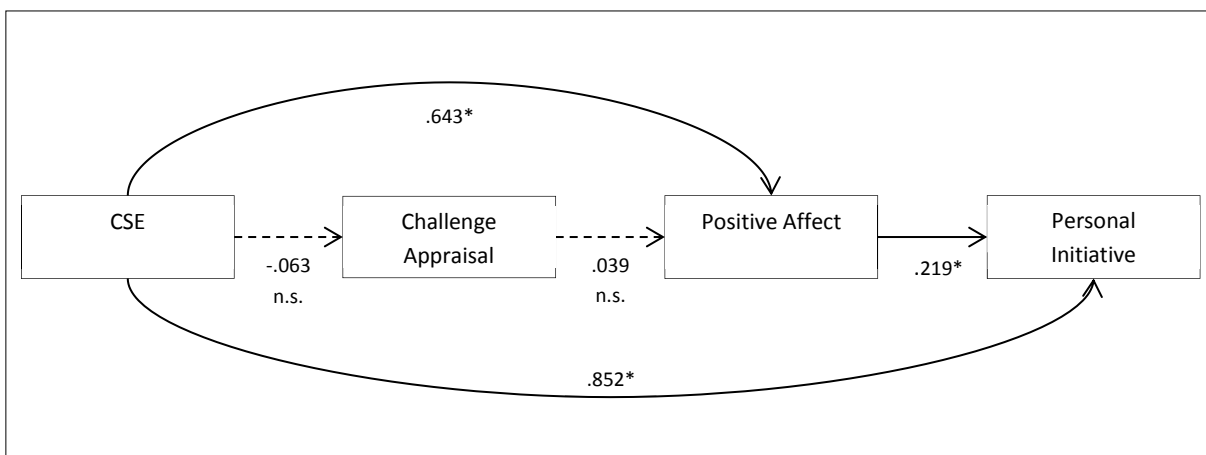 .643*
CSE
Challenge
Appraisal
Positive Affect
Personal
Initiative
-.063
n.s.
.039
n.s.
.219*
.852*